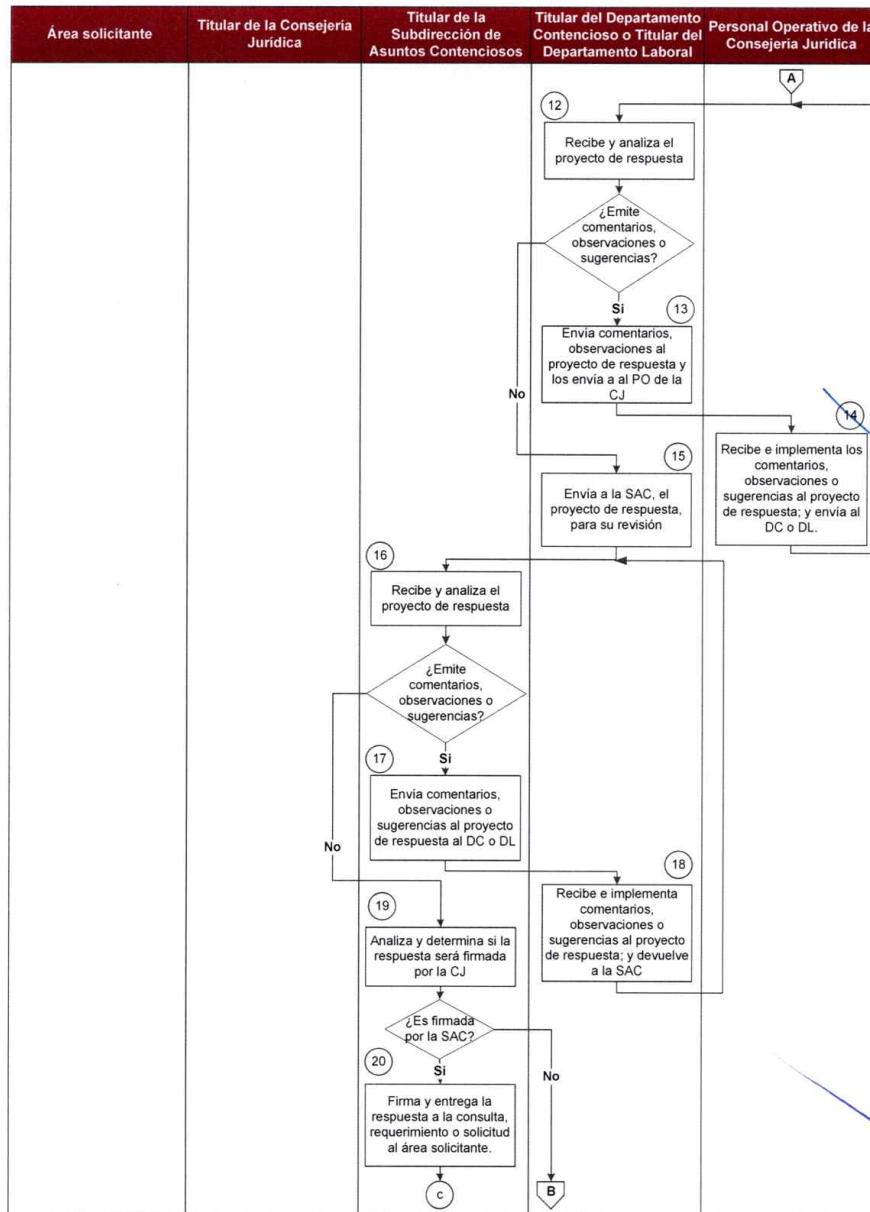 Área solicitante
Titular de la Consejería
Jurídica
Titular de la
Subdirección de
Asuntos Contenciosos
Titular del Departamento
Contencioso o Titular del
Departamento Laboral
Personal Operativo de la
Consejería Jurídica
A
12
Recibe y analiza el
proyecto de respuesta
¿Emite
comentarios,
observaciones o
sugerencias?
Si
13
Envía comentarios,
observaciones al
proyecto de respuesta y
los envía a al PO de la
CJ
No
14
Recibe e implementa los
comentarios,
observaciones o
sugerencias al proyecto
de respuesta; y envía al
DC o DL.
15
Envía a la SAC, el
proyecto de respuesta,
para su revisión
16
Recibe y analiza el
proyecto de respuesta
¿Emite
comentarios,
observaciones o
sugerencias?
Si
17
Envía comentarios,
observaciones o
sugerencias al proyecto
de respuesta al DC o DL
No
18
Recibe e implementa
comentarios,
observaciones o
sugerencias al proyecto
de respuesta; y devuelve
a la SAC
19
Analiza y determina si la
respuesta será firmada
por la CJ
¿Es firmada
por la SAC?
Si
No
20
Firma y entrega la
respuesta a la consulta,
requerimiento o solicitud
al área solicitante.
c
B